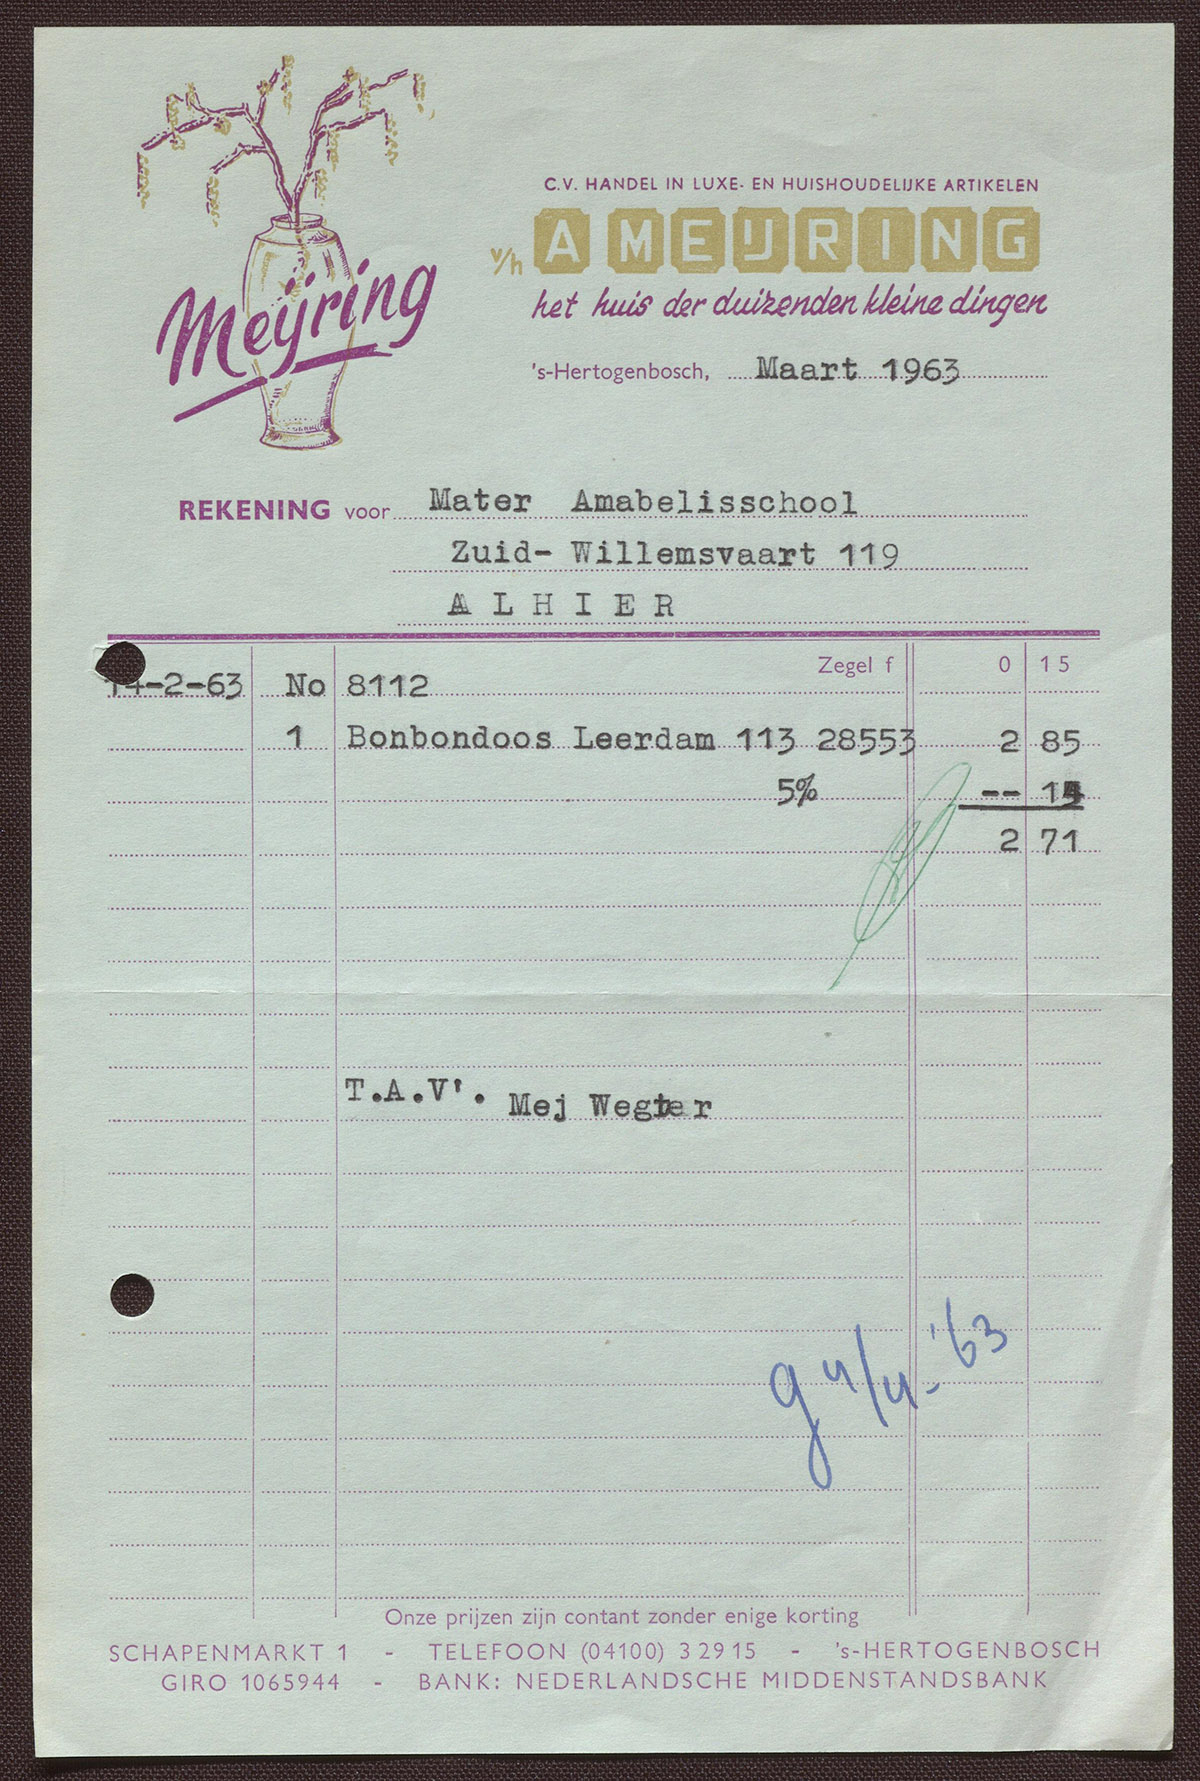 Meijring
C.V. HANDEL IN LUXE- EN HUISHOUDELIJKE ARTIKELEN
v/h A MEIJRING
het huis der duizenden kleine dingen
's-Hertogenbosch, Maart 1963
REKENING voor Mater Amabelisschool
Zuid- Willemsvaart 119
ALHIER
Zegel f 0 15
14-2-63 No 8112
1 Bonbondoos Leerdam 113 28553 2 85
5% -- 14
2 71
T.A.V'. Mej Wegter
g 4/4-'63
Onze prijzen zijn contant zonder enige korting
SCHAPENMARKT 1 - TELEFOON (04100) 3 29 15 - 's-HERTOGENBOSCH
GIRO 1065944 - BANK: NEDERLANDSCHE MIDDENSTANDSBANK